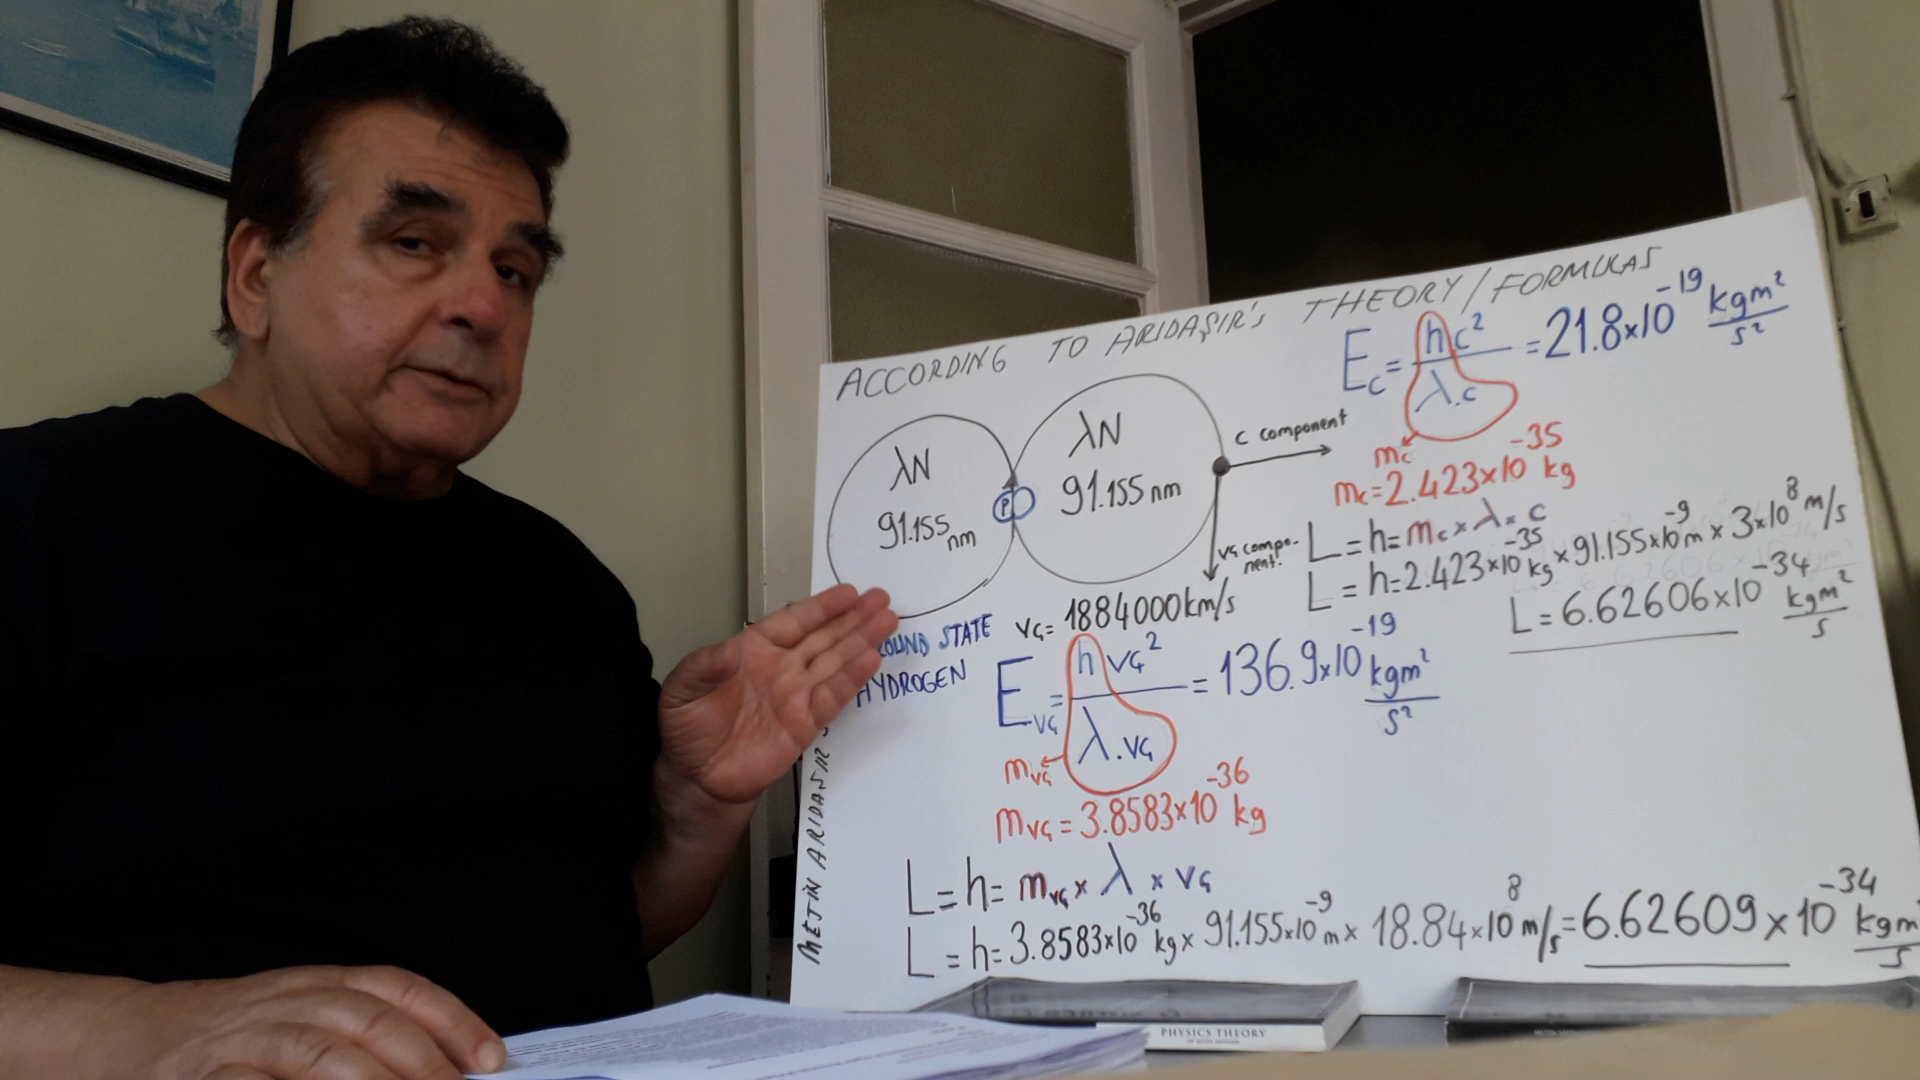 ACCORDING TO ARIDAŞIR'S THEORY/FORMULAS
λN
91.155 nm
λN
91.155 nm
P
C component
VG component.
GROUND STATE
HYDROGEN
VG = 1884000km/s
Ec = hc² / λ.c = 21.8×10⁻¹⁹ kgm²/s²
mc
mc = 2.423×10⁻³⁵ kg
L = h = mc × λ × c
L = h = 2.423×10⁻³⁵ kg × 91.155×10⁻⁹ m × 3×10⁸ m/s
L = 6.62606×10⁻³⁴ kgm²/s
EVG = h VG² / λ.VG = 136.9×10⁻¹⁹ kgm²/s²
mVG
mVG = 3.8583×10⁻³⁶ kg
L = h = mVG × λ × VG
L = h = 3.8583×10⁻³⁶ kg × 91.155×10⁻⁹ m × 18.84×10⁸ m/s = 6.62609×10⁻³⁴ kgm/s
METİN ARIDAŞIR
PHYSICS THEORY